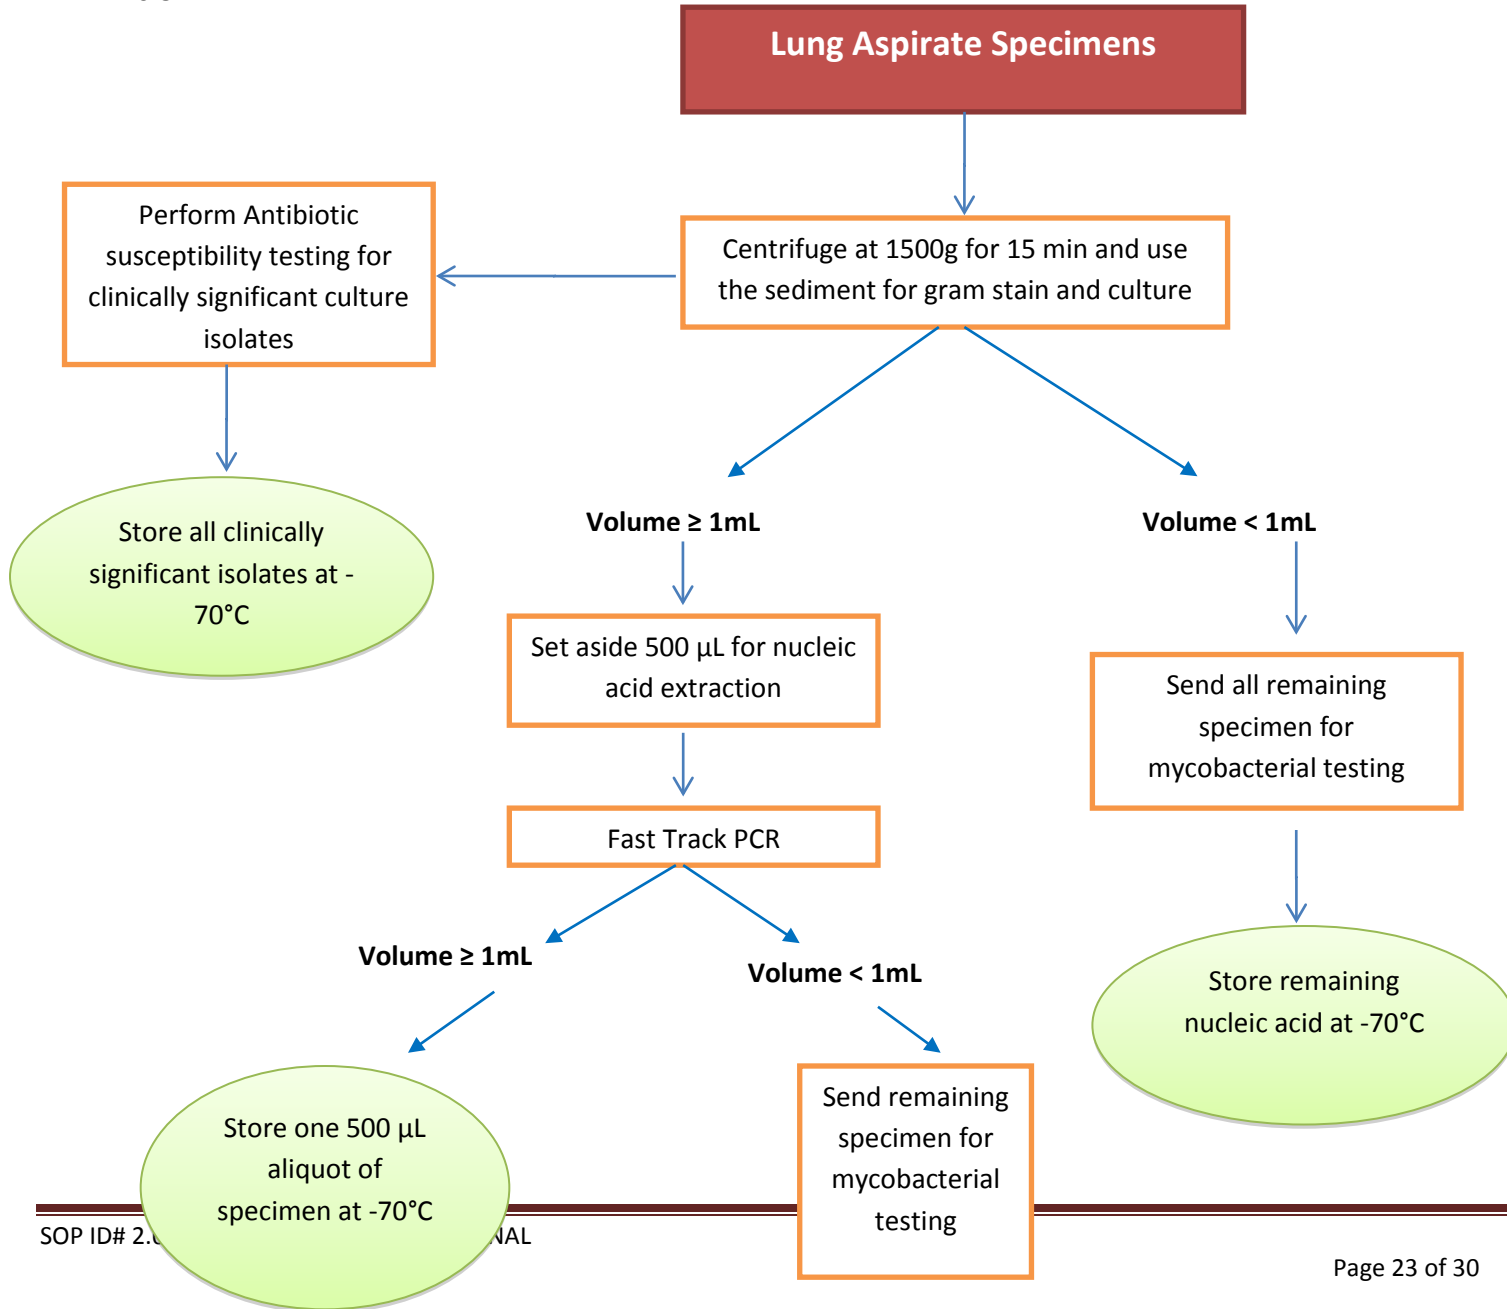 Lung Aspirate Specimens
Perform Antibiotic
susceptibility testing for
clinically significant culture
isolates
Centrifuge at 1500g for 15 min and use
the sediment for gram stain and culture
Store all clinically
significant isolates at -
70°C
Volume ≥ 1mL
Volume < 1mL
Set aside 500 µL for nucleic
acid extraction
Send all remaining
specimen for
mycobacterial testing
Fast Track PCR
Volume ≥ 1mL
Volume < 1mL
Store remaining
nucleic acid at -70°C
Store one 500 µL
aliquot of
specimen at -70°C
Send remaining
specimen for
mycobacterial
testing
SOP ID# 2.
Page 23 of 30